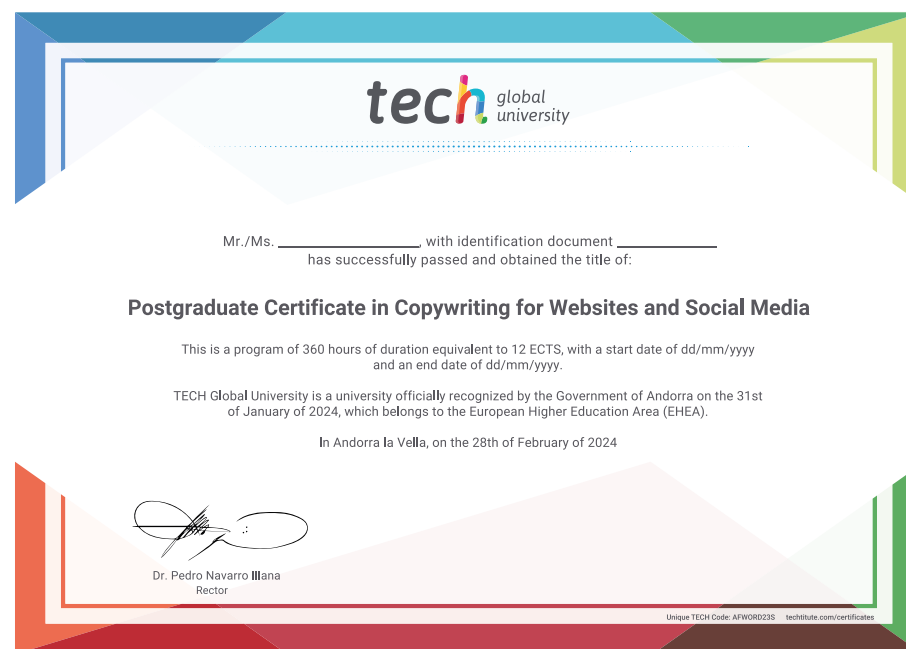 tech global university
Mr./Ms. ____________________, with identification document ______________
has successfully passed and obtained the title of:
Postgraduate Certificate in Copywriting for Websites and Social Media
This is a program of 360 hours of duration equivalent to 12 ECTS, with a start date of dd/mm/yyyy
and an end date of dd/mm/yyyy.
TECH Global University is a university officially recognized by the Government of Andorra on the 31st
of January of 2024, which belongs to the European Higher Education Area (EHEA).
In Andorra la Vella, on the 28th of February of 2024
Dr. Pedro Navarro Illana
Rector
Unique TECH Code: AFWORD23S techtitute.com/certificates